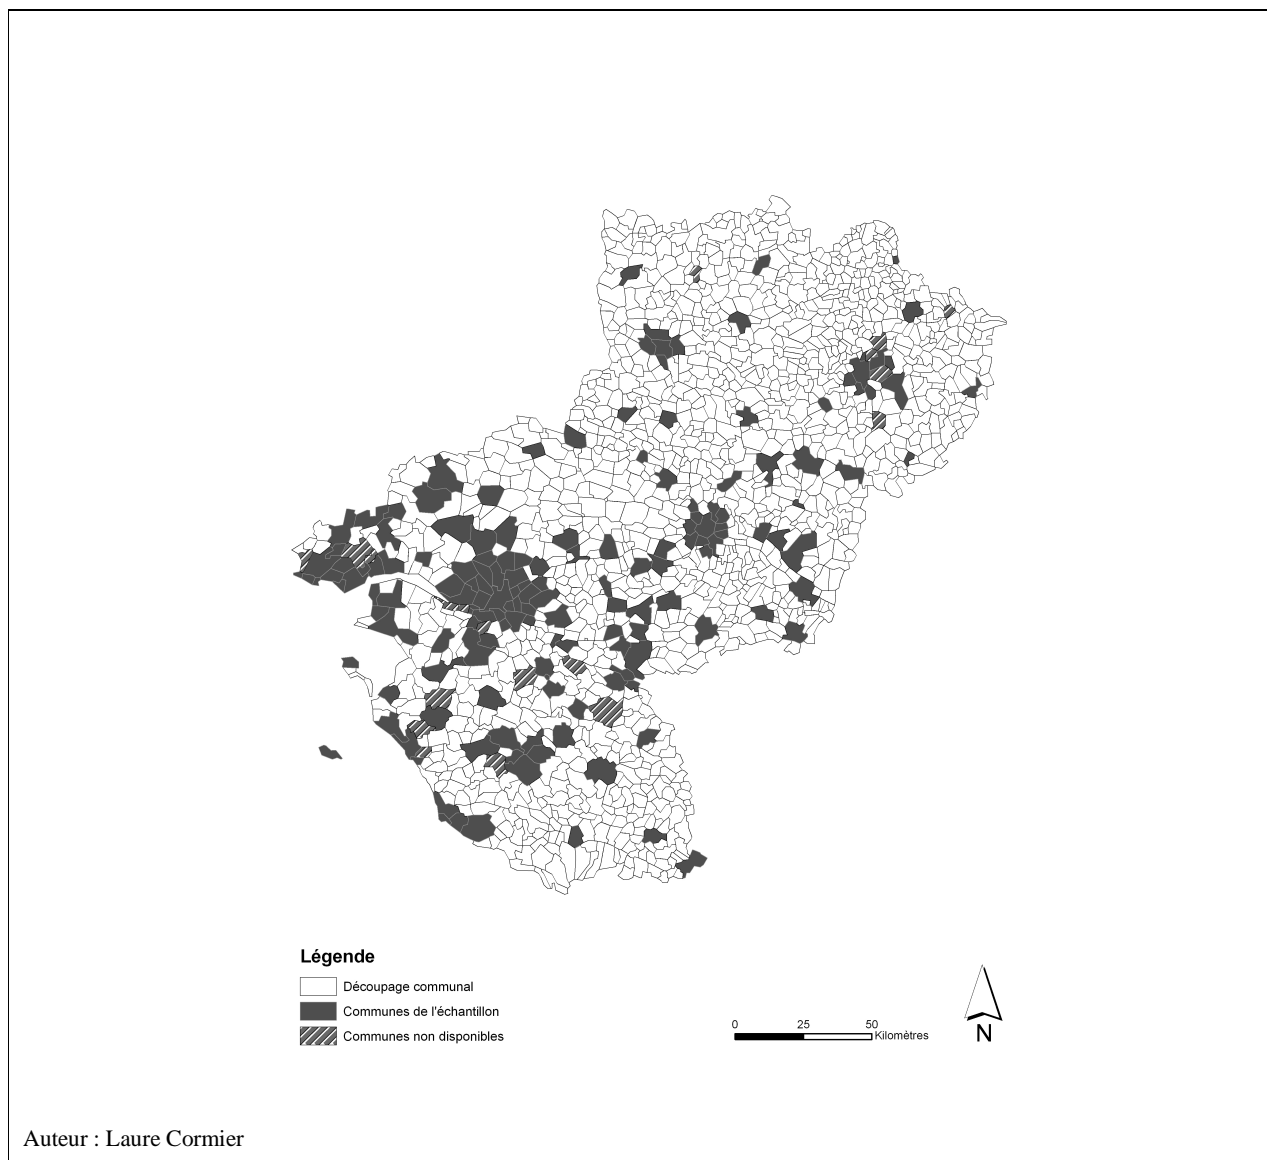 Légende
Découpage communal
Communes de l'échantillon
Communes non disponibles
0 25 50
Kilomètres
N
Auteur : Laure Cormier